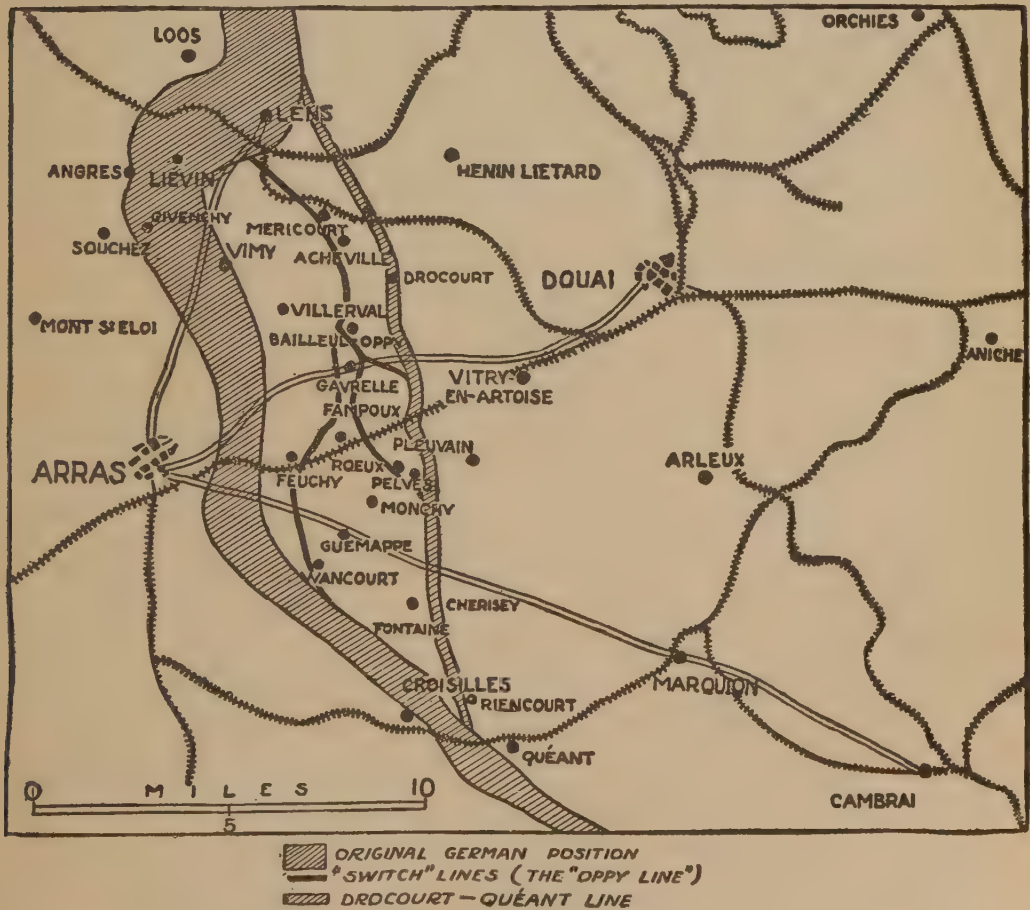 LOOS
ORCHIES
LENS
ANGRES
LIÉVIN
HENIN LIETARD
GIVENCHY
MERICOURT
SOUCHEZ
VIMY
ACHEVILLE
DROCOURT
DOUAI
MONT St ELOI
VILLERVAL
BAILLEUL
OPPY
ANICHE
GAVRELLE
VITRY-
EN-ARTOISE
FAMPOUX
PLEUVAIN
ARRAS
FEUCHY
ROEUX
PELVES
ARLEUX
MONCHY
GUEMAPPE
VANCOURT
CHERISEY
FONTAINE
CROISILLES
RIENCOURT
MARQUION
QUÉANT
CAMBRAI
0 MILES 10
5
ORIGINAL GERMAN POSITION
"SWITCH" LINES (THE "OPPY LINE")
DROCOURT — QUÉANT LINE